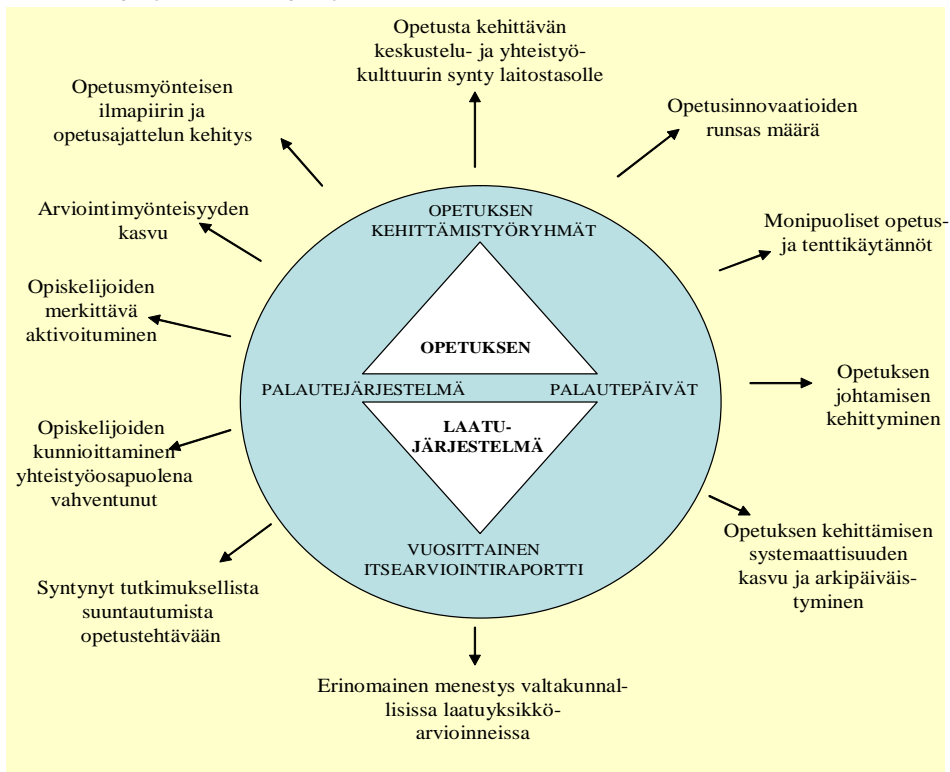 Opetusta kehittävän
keskustelu- ja yhteistyö-
kulttuurin synty laitostasolle
Opetusmyönteisen
ilmapiirin ja
opetusajattelun kehitys
Opetusinnovaatioiden
runsas määrä
Arviointimyönteisyyden
kasvu
Monipuoliset opetus-
ja tenttikäytännöt
Opiskelijoiden
merkittävä
aktivoituminen
OPETUKSEN
KEHITTÄMISTYÖRYHMÄT
OPETUKSEN
PALAUTEJÄRJESTELMÄ
PALAUTEPÄIVÄT
LAATU-
JÄRJESTELMÄ
VUOSITTAINEN
ITSEARVIOINTIRAPORTTI
Opetuksen
johtamisen
kehittyminen
Opiskelijoiden
kunnioittaminen
yhteistyöosapuolena
vahventunut
Opetuksen kehittämisen
systemaattisuuden
kasvu ja arkipäiväis-
tyminen
Syntynyt tutkimuksellista
suuntautumista
opetustehtävään
Erinomainen menestys valtakunnal-
lisissa laatuyksikkö-
arvioinneissa